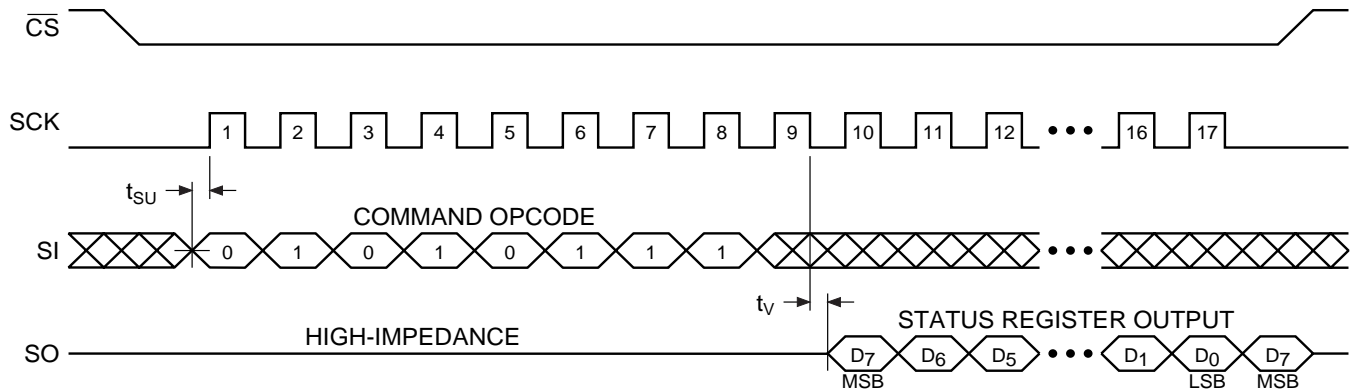 CS
SCK 1 2 3 4 5 6 7 8 9 10 11 12 ••• 16 17
tSU
COMMAND OPCODE
SI 0 1 0 1 0 1 1 1 •••
tV
HIGH-IMPEDANCE STATUS REGISTER OUTPUT
SO D7 D6 D5 ••• D1 D0 D7
MSB LSB MSB